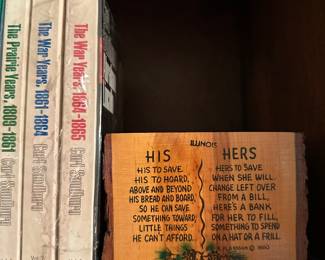 The Prairie Years, 1809-1861
Carl Sandburg
The War Years, 1861-1864
Carl Sandburg
The War Years, 1864-1865
Carl Sandburg
ILLINOIS
HIS
HIS TO SAVE,
HIS TO HOARD,
ABOVE AND BEYOND
HIS BREAD AND BOARD,
SO HE CAN SAVE
SOMETHING TOWARD,
LITTLE THINGS
HE CAN'T AFFORD.
HERS
HERS TO SAVE
WHEN SHE WILL,
CHANGE LEFT OVER
FROM A BILL,
HERE'S A BANK
FOR HER TO FILL,
SOMETHING TO SPEND
ON A HAT OR A FRILL.